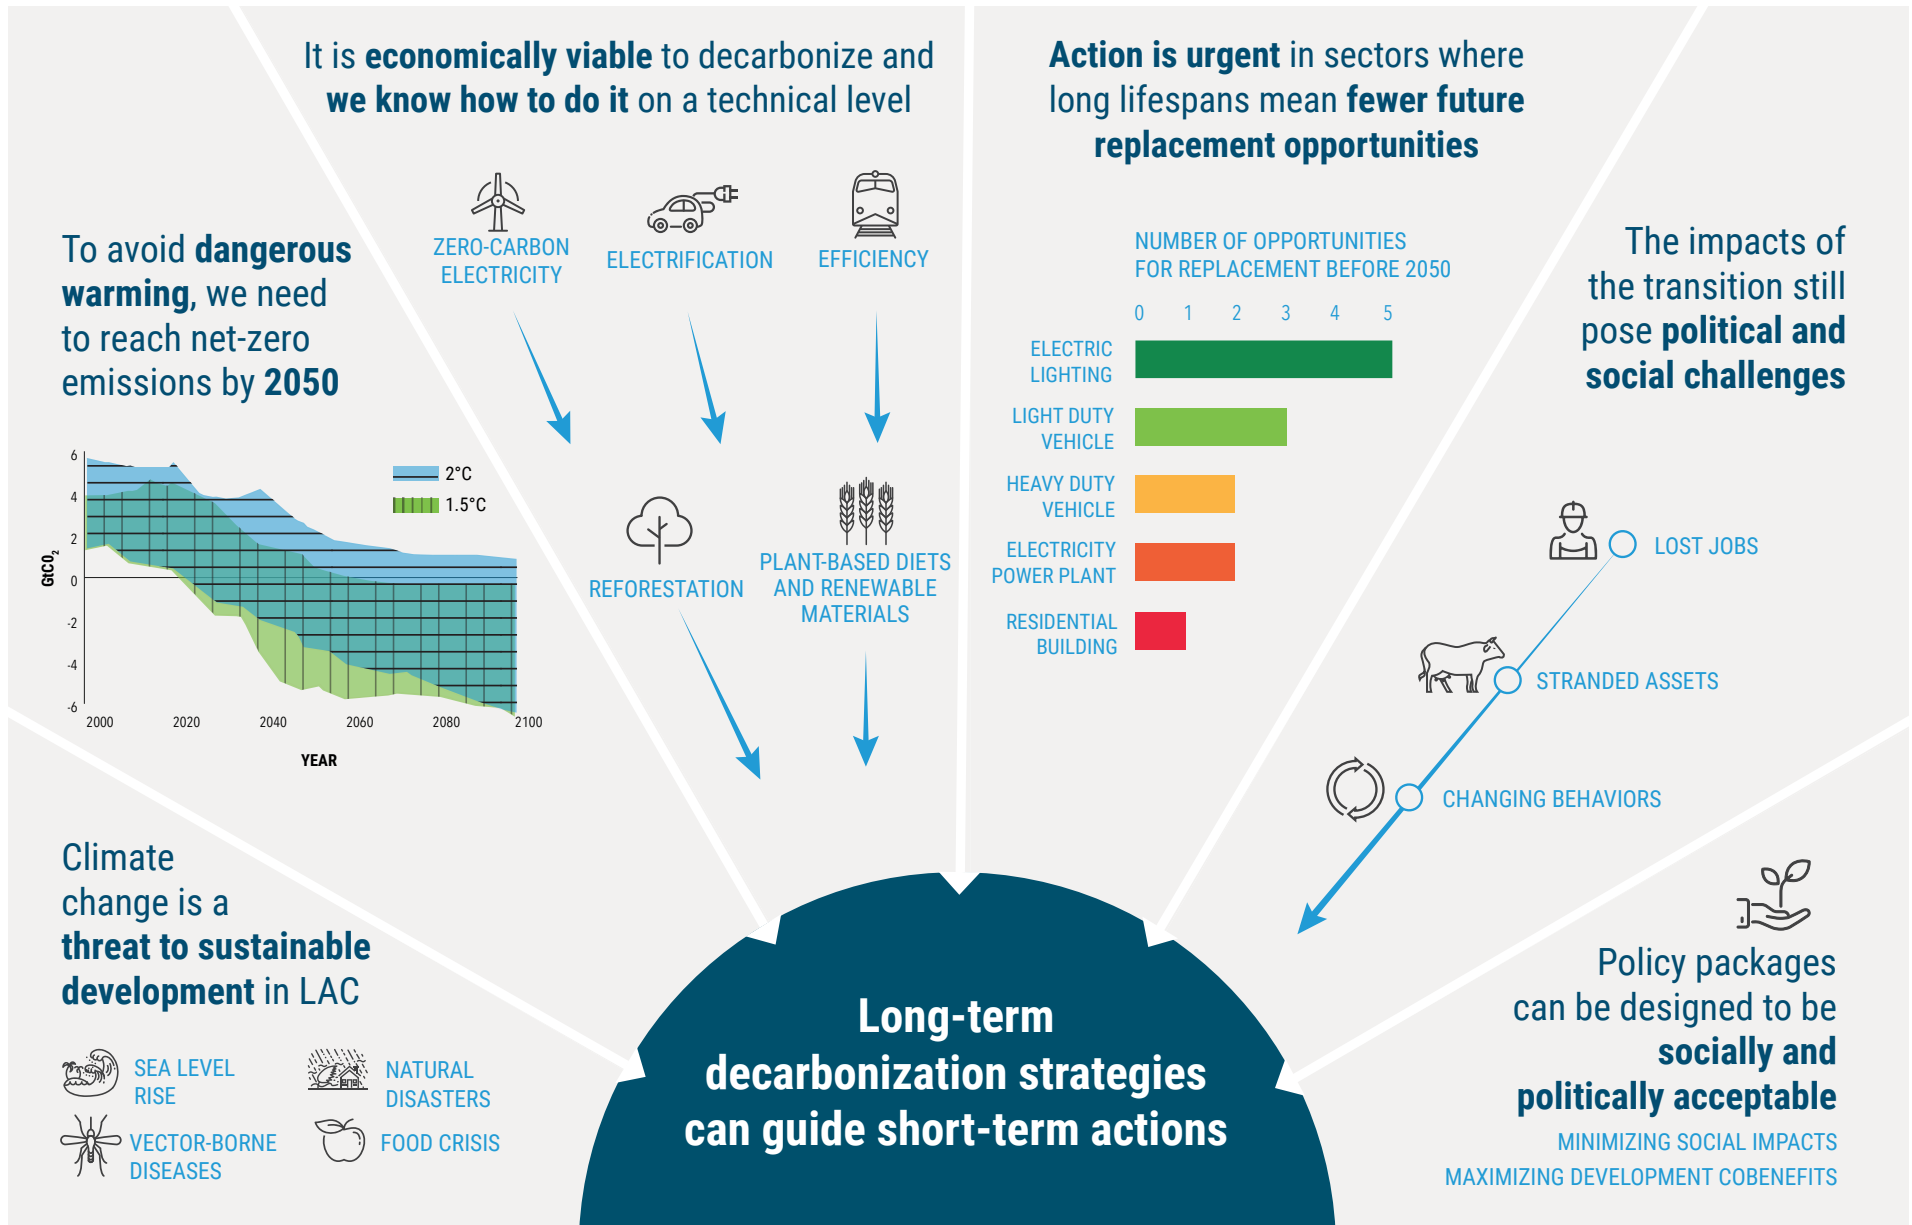 It is economically viable to decarbonize and
we know how to do it on a technical level
ZERO-CARBON
ELECTRICITY
ELECTRIFICATION
EFFICIENCY
REFORESTATION
PLANT-BASED DIETS
AND RENEWABLE
MATERIALS
Action is urgent in sectors where
long lifespans mean fewer future
replacement opportunities
NUMBER OF OPPORTUNITIES
FOR REPLACEMENT BEFORE 2050
0 1 2 3 4 5
ELECTRIC
LIGHTING
LIGHT DUTY
VEHICLE
HEAVY DUTY
VEHICLE
ELECTRICITY
POWER PLANT
RESIDENTIAL
BUILDING
To avoid dangerous
warming, we need
to reach net-zero
emissions by 2050
6
4
2
0
-2
-4
-6
GtCO₂
2°C
1.5°C
2000 2020 2040 2060 2080 2100
YEAR
The impacts of
the transition still
pose political and
social challenges
LOST JOBS
STRANDED ASSETS
CHANGING BEHAVIORS
Climate
change is a
threat to sustainable
development in LAC
SEA LEVEL
RISE
NATURAL
DISASTERS
VECTOR-BORNE
DISEASES
FOOD CRISIS
Long-term
decarbonization strategies
can guide short-term actions
Policy packages
can be designed to be
socially and
politically acceptable
MINIMIZING SOCIAL IMPACTS
MAXIMIZING DEVELOPMENT COBENEFITS